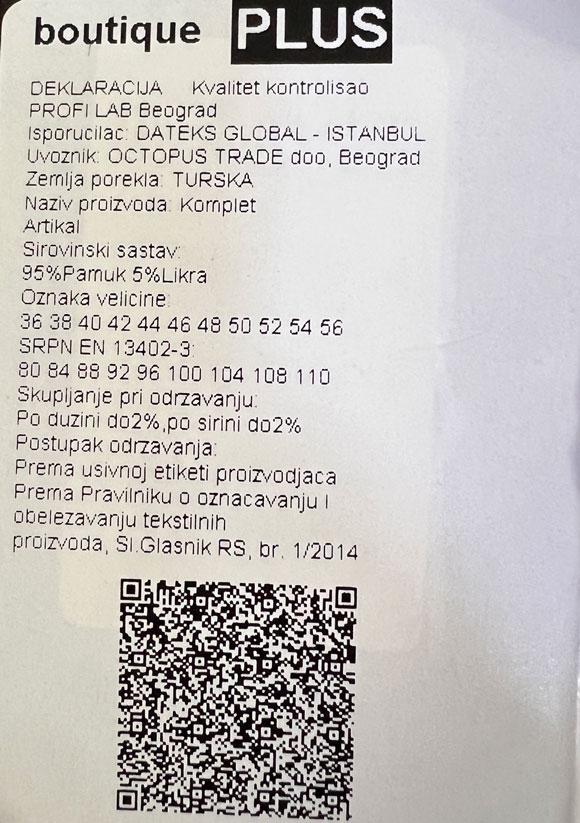 boutique PLUS
DEKLARACIJA Kvalitet kontrolisao
PROFI LAB Beograd
Isporucilac: DATEKS GLOBAL - ISTANBUL
Uvoznik: OCTOPUS TRADE doo, Beograd
Zemlja porekla: TURSKA
Naziv proizvoda: Komplet
Artikal
Sirovinski sastav:
95%Pamuk 5%Likra
Oznaka velicine:
36 38 40 42 44 46 48 50 52 54 56
SRPN EN 13402-3:
80 84 88 92 96 100 104 108 110
Skupljanje pri odrzavanju:
Po duzini do2%,po sirini do2%
Postupak odrzavanja:
Prema usivnoj etiketi proizvodjaca
Prema Pravilniku o oznacavanju I
obelezavanju tekstilnih
proizvoda, Sl.Glasnik RS, br. 1/2014